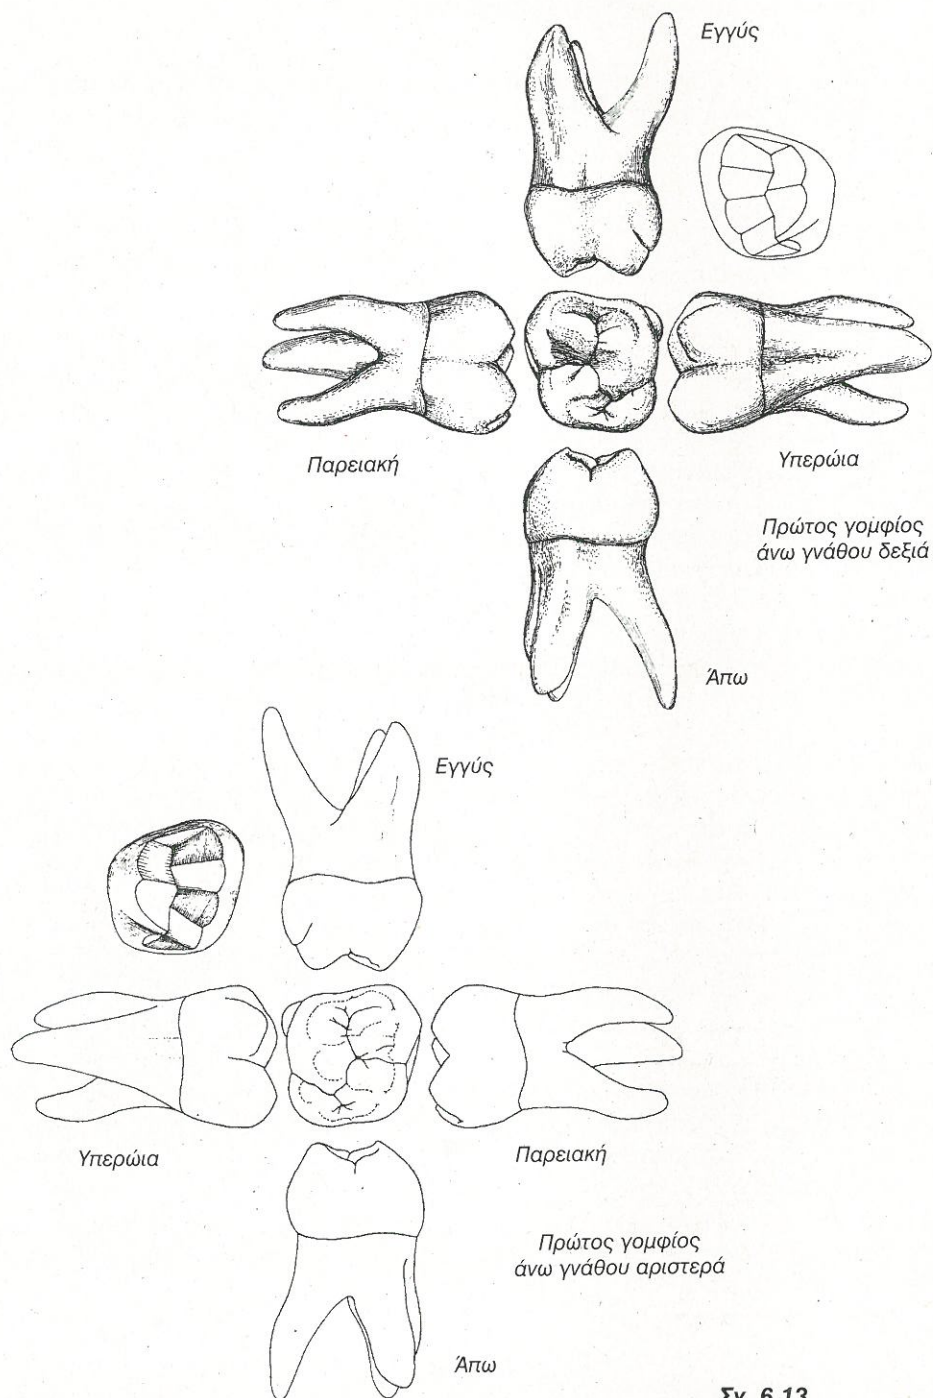 Εγγύς
Παρειακή
Υπερώια
Πρώτος γομφίος
άνω γνάθου δεξιά
Άπω
Εγγύς
Υπερώια
Παρειακή
Πρώτος γομφίος
άνω γνάθου αριστερά
Άπω
Σχ. 6.13